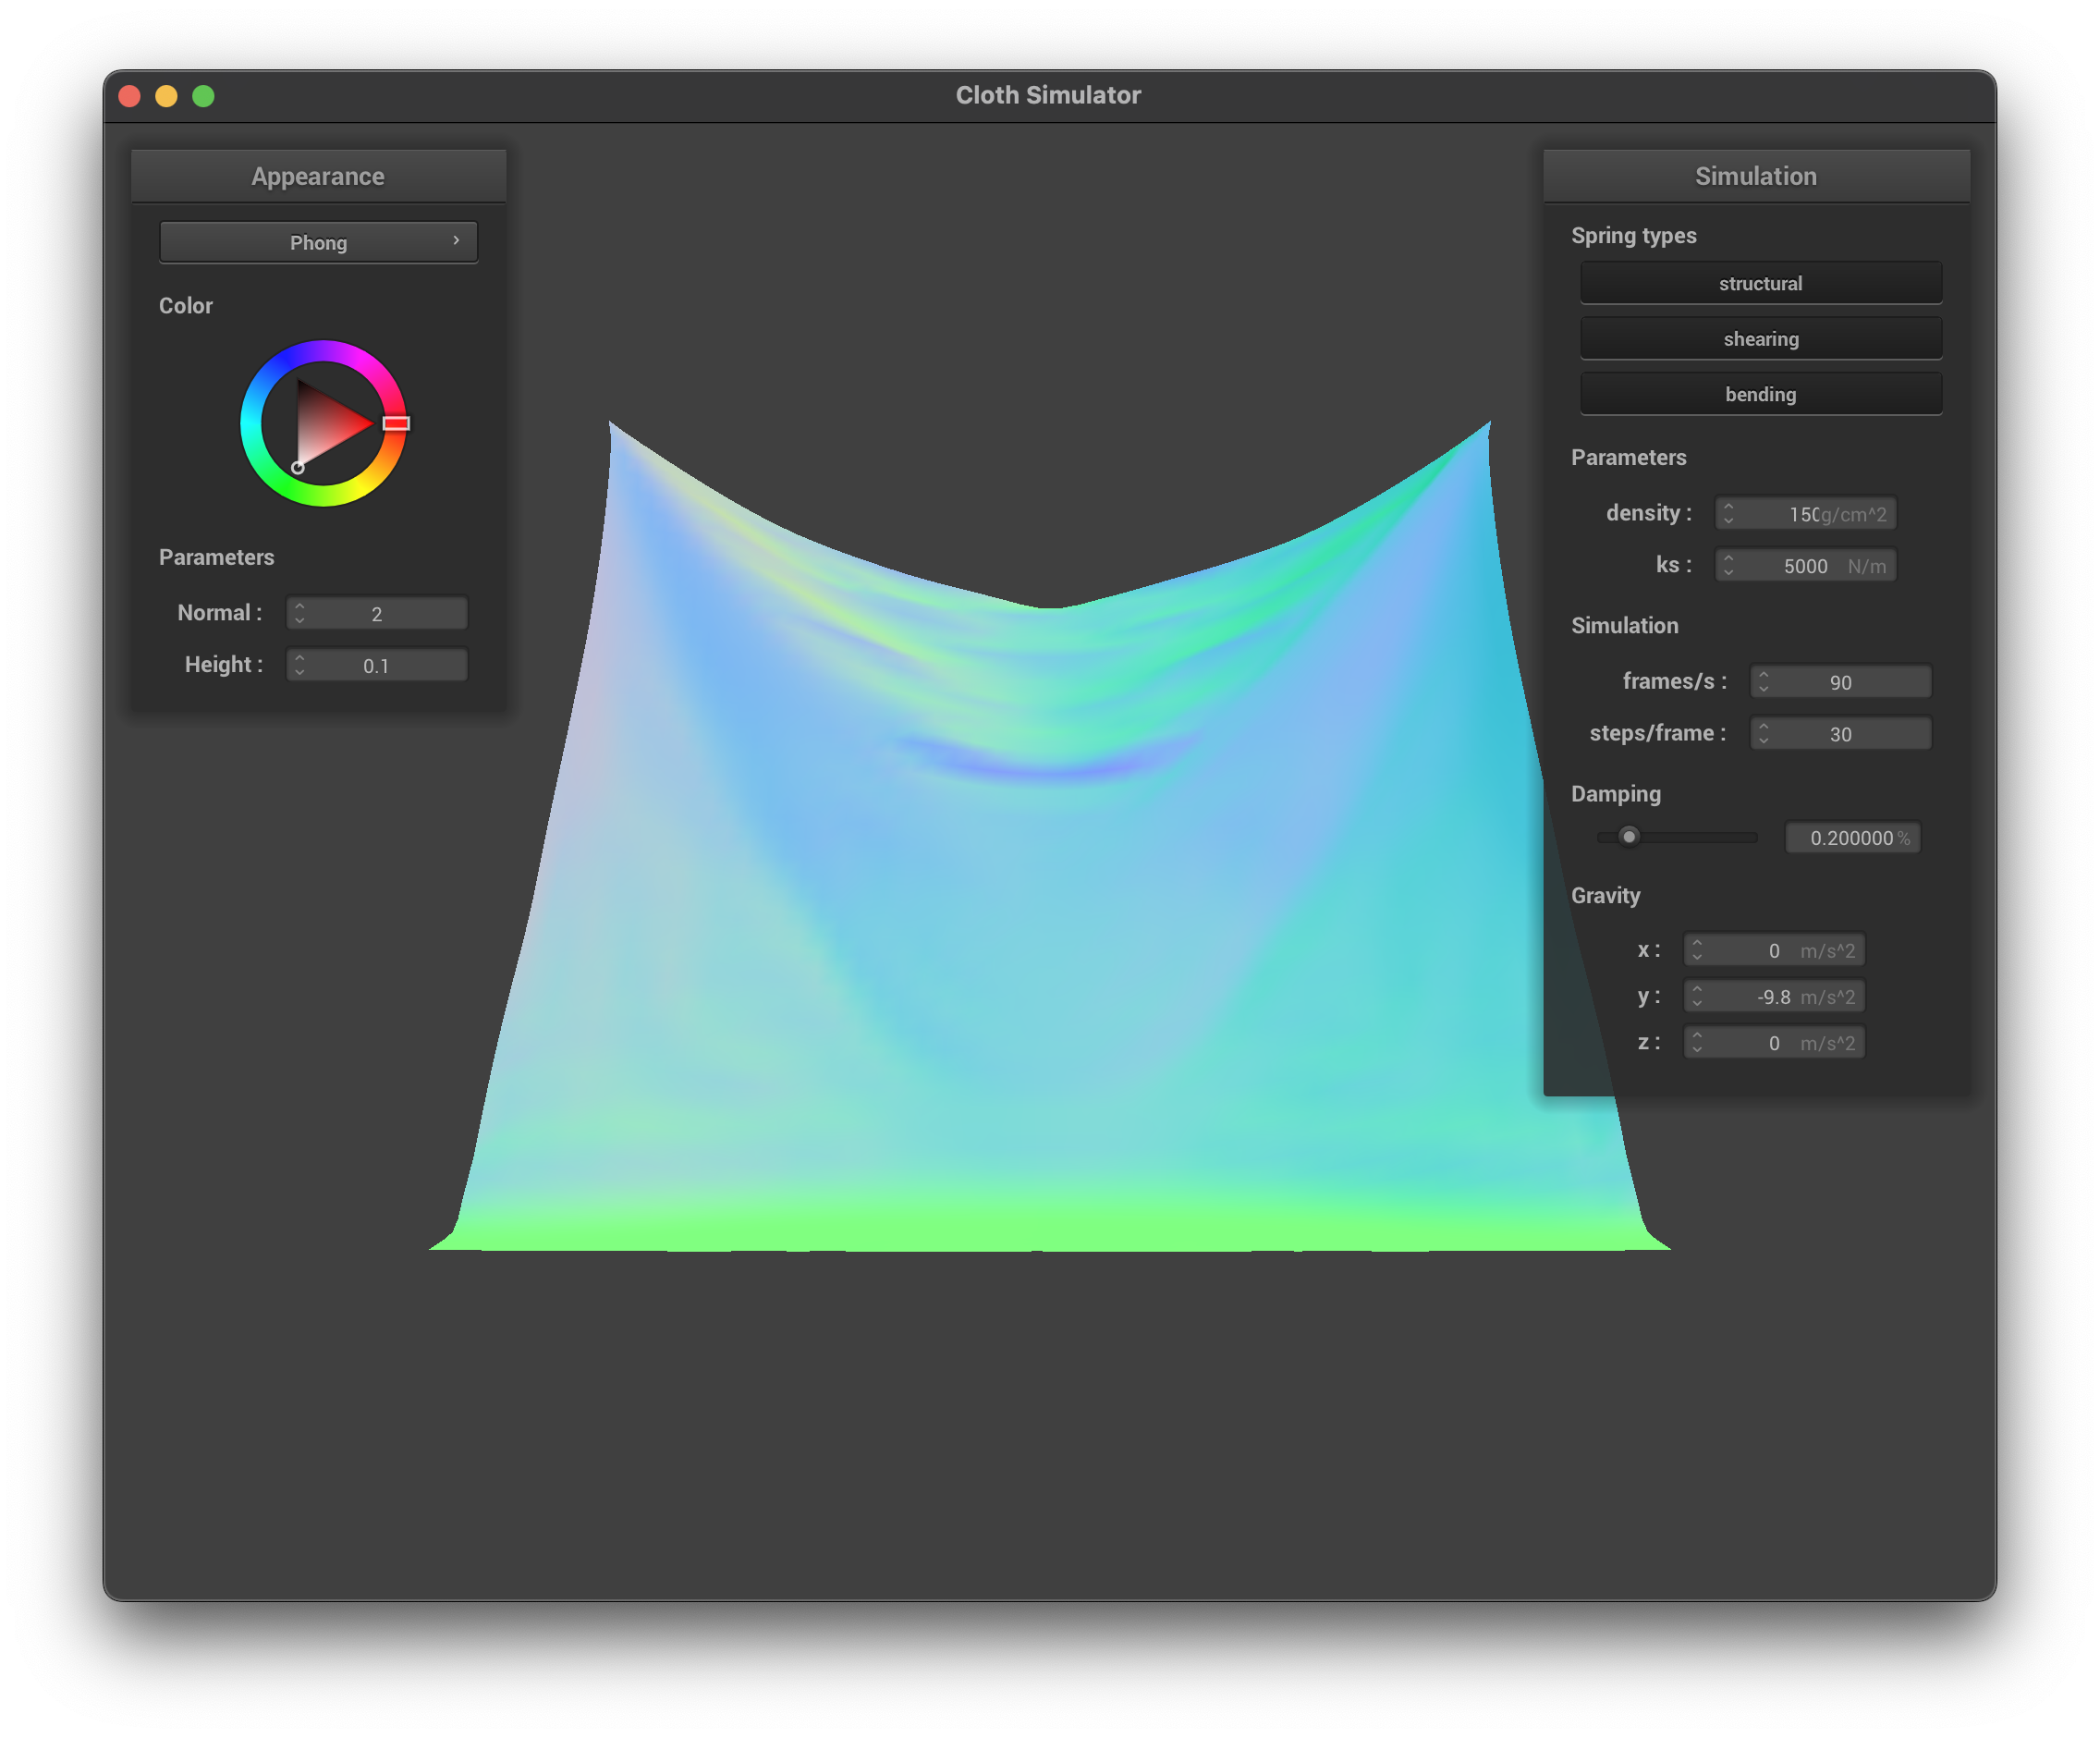 Cloth Simulator
Appearance
Phong
Color
Parameters
Normal : 2
Height : 0.1
Simulation
Spring types
structural
shearing
bending
Parameters
density : 150 g/cm^2
ks : 5000 N/m
Simulation
frames/s : 90
steps/frame : 30
Damping
0.200000 %
Gravity
x : 0 m/s^2
y : -9.8 m/s^2
z : 0 m/s^2